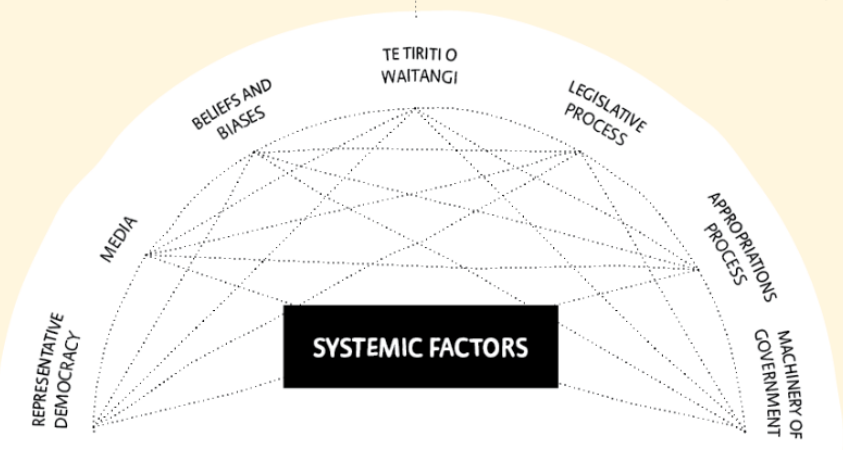 TE TIRITI O
WAITANGI
BELIEFS AND
BIASES
LEGISLATIVE
PROCESS
MEDIA
APPROPRIATIONS
PROCESS
REPRESENTATIVE
DEMOCRACY
SYSTEMIC FACTORS
MACHINERY OF
GOVERNMENT